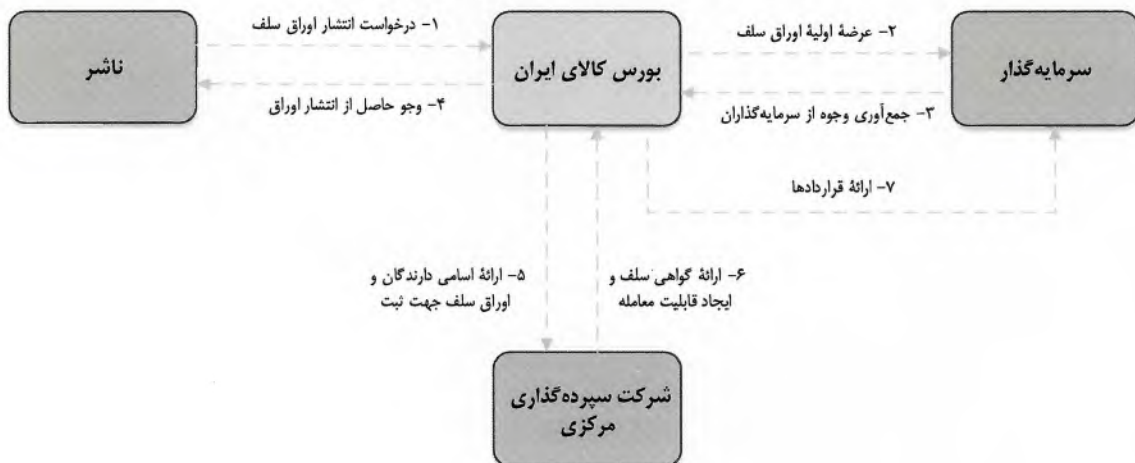 ۱- درخواست انتشار اوراق سلف
۲- عرضهٔ اولیهٔ اوراق سلف
ناشر
بورس کالای ایران
سرمایه‌گذار
۴- وجو حاصل از انتشار اوراق
۳- جمع‌آوری وجوه از سرمایه‌گذاران
۷- ارائهٔ قراردادها
۵- ارائهٔ اسامی دارندگان و
اوراق سلف جهت ثبت
۶- ارائهٔ گواهی سلف و
ایجاد قابلیت معامله
شرکت سپرده‌گذاری
مرکزی